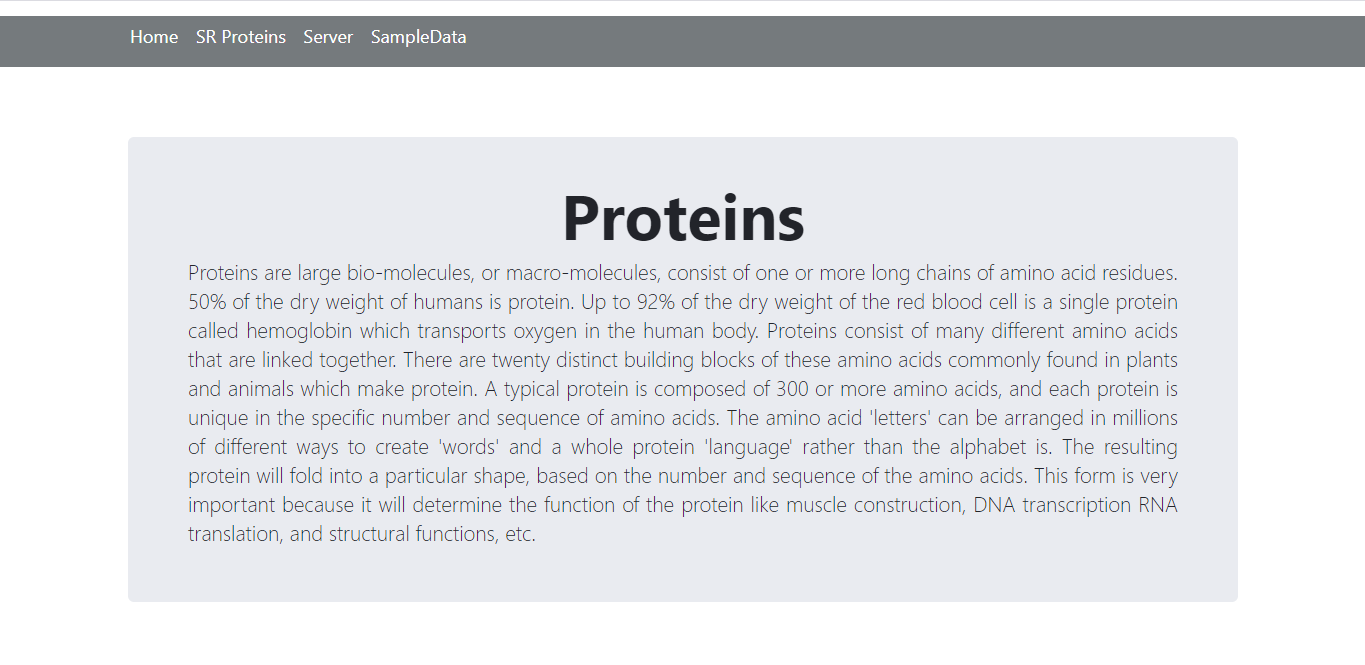 Home SR Proteins Server SampleData
Proteins
Proteins are large bio-molecules, or macro-molecules, consist of one or more long chains of amino acid residues.
50% of the dry weight of humans is protein. Up to 92% of the dry weight of the red blood cell is a single protein
called hemoglobin which transports oxygen in the human body. Proteins consist of many different amino acids
that are linked together. There are twenty distinct building blocks of these amino acids commonly found in plants
and animals which make protein. A typical protein is composed of 300 or more amino acids, and each protein is
unique in the specific number and sequence of amino acids. The amino acid 'letters' can be arranged in millions
of different ways to create 'words' and a whole protein 'language' rather than the alphabet is. The resulting
protein will fold into a particular shape, based on the number and sequence of the amino acids. This form is very
important because it will determine the function of the protein like muscle construction, DNA transcription RNA
translation, and structural functions, etc.